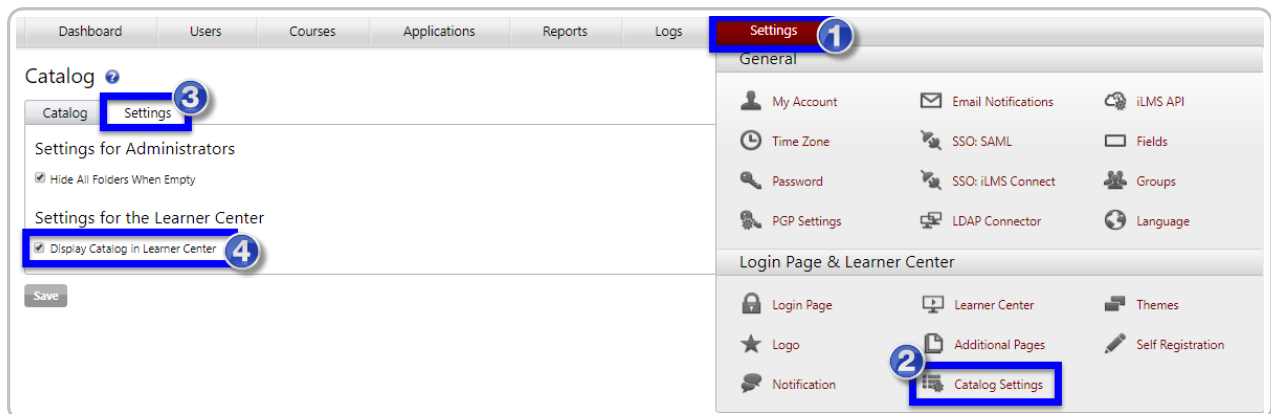 Dashboard Users Courses Applications Reports Logs Settings 1
Catalog ?
Catalog Settings 3
Settings for Administrators
Hide All Folders When Empty
Settings for the Learner Center
Display Catalog in Learner Center 4
Save
General
My Account Email Notifications iLMS API
Time Zone SSO: SAML Fields
Password SSO: iLMS Connect Groups
PGP Settings LDAP Connector Language
Login Page & Learner Center
Login Page Learner Center Themes
Logo Additional Pages Self Registration
Notification 2 Catalog Settings